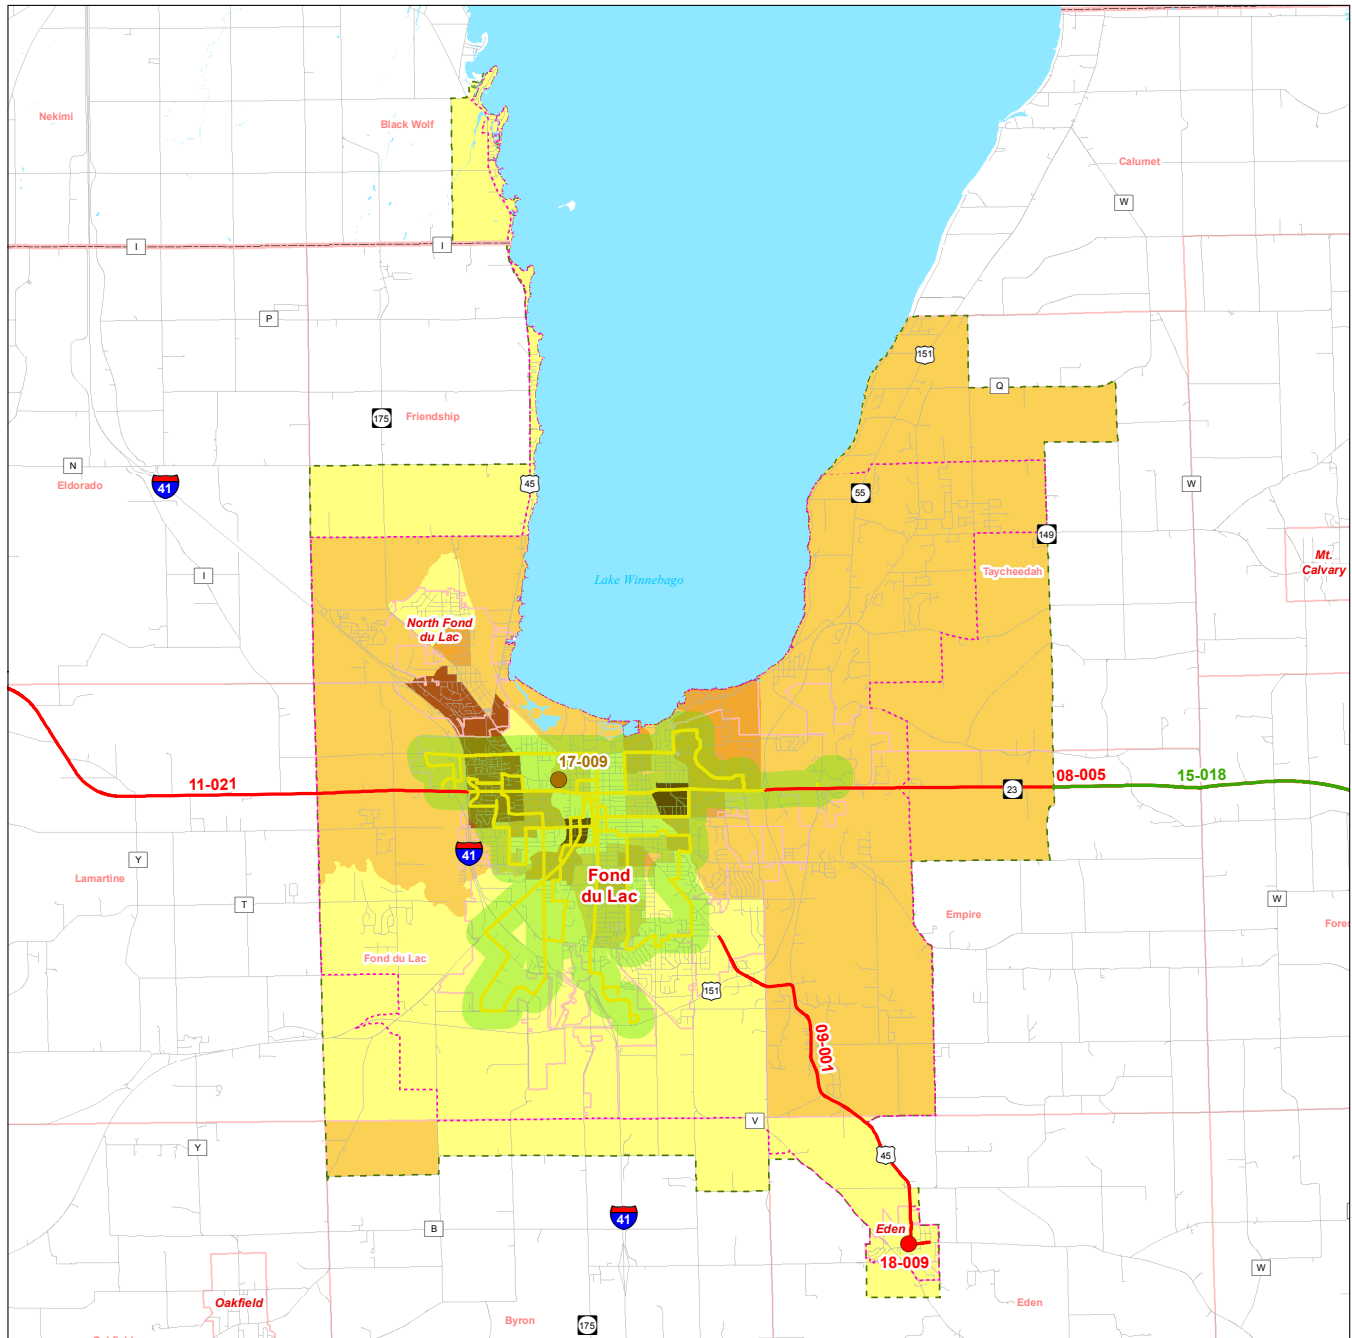 Nekimi
Black Wolf
Calumet
W
I
I
P
151
Q
175
Friendship
N
Eldorado
41
45
55
W
149
Mt.
Calvary
I
Lake Winnebago
Taycheedah
North Fond
du Lac
17-009
11-021
08-005
15-018
23
Y
41
Lamartine
T
Fond
du Lac
W
Empire
Fores
Fond du Lac
151
09-001
V
Y
45
41
B
Eden
18-009
W
Oakfield
Eden
Byron
175